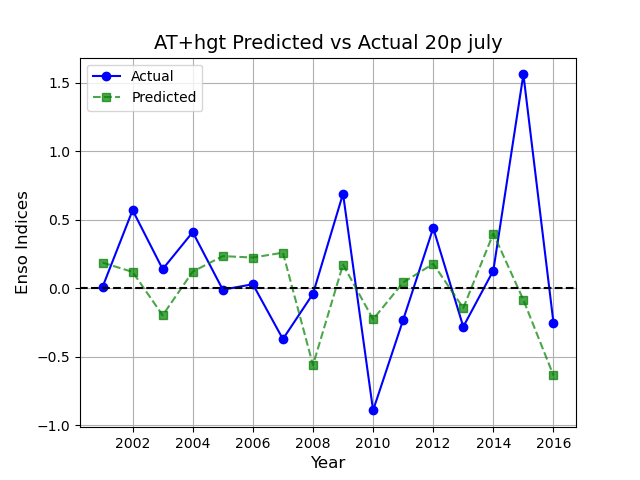 AT+hgt Predicted vs Actual 20p july
Actual
Predicted
Enso Indices
1.5
1.0
0.5
0.0
−0.5
−1.0
2002 2004 2006 2008 2010 2012 2014 2016
Year